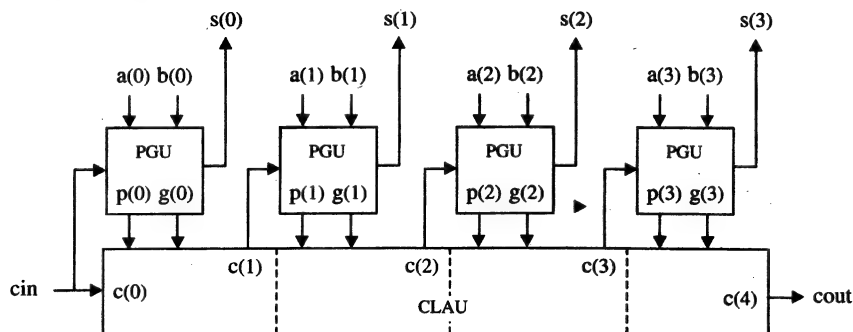 s(0) s(1) s(2) s(3)
a(0) b(0) a(1) b(1) a(2) b(2) a(3) b(3)
PGU PGU PGU PGU
p(0) g(0) p(1) g(1) p(2) g(2) p(3) g(3)
c(1) c(2) c(3)
cin c(0) c(4) cout
CLAU